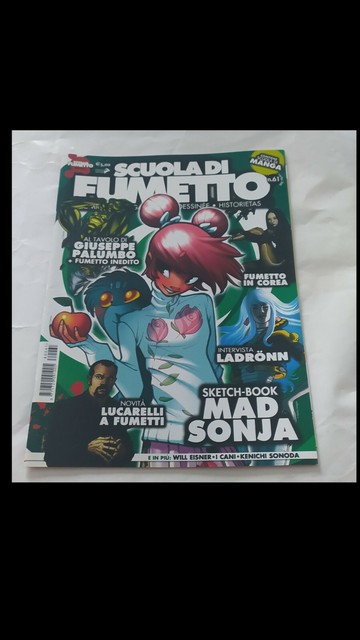 SCUOLA DI
FUMETTO
DESSINÉE • HISTORIETAS
MANGA
n.61
AL TAVOLO DI
GIUSEPPE
PALUMBO
+ FUMETTO INEDITO
FUMETTO
IN COREA
INTERVISTA
LADRÖNN
NOVITÀ
LUCARELLI
A FUMETTI
SKETCH-BOOK
MAD
SONJA
E IN PIÙ: WILL EISNER • I CANI • KENICHI SONODA